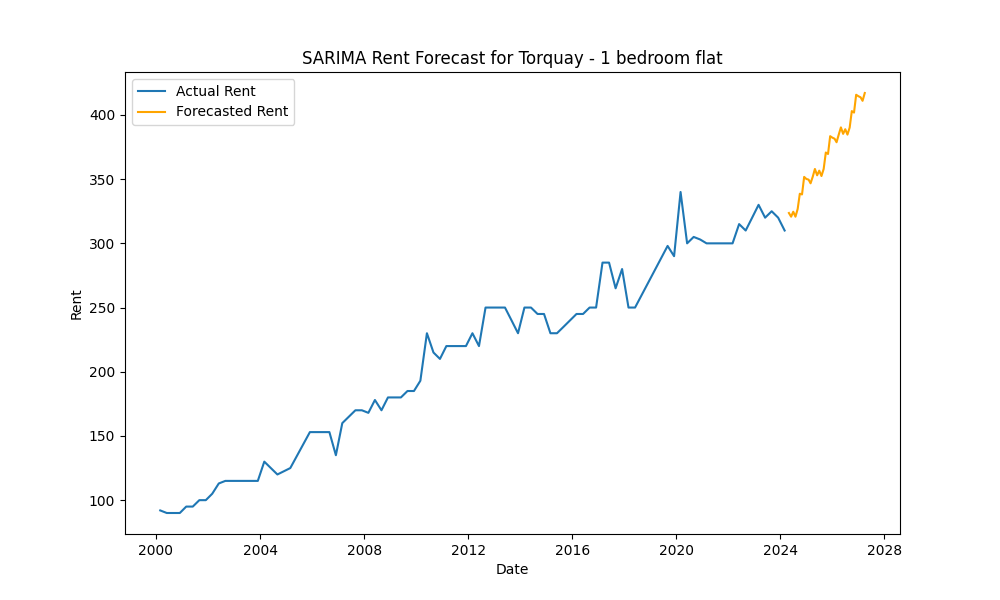 SARIMA Rent Forecast for Torquay - 1 bedroom flat
Actual Rent
Forecasted Rent
400
350
300
250
200
150
100
Rent
2000 2004 2008 2012 2016 2020 2024 2028
Date